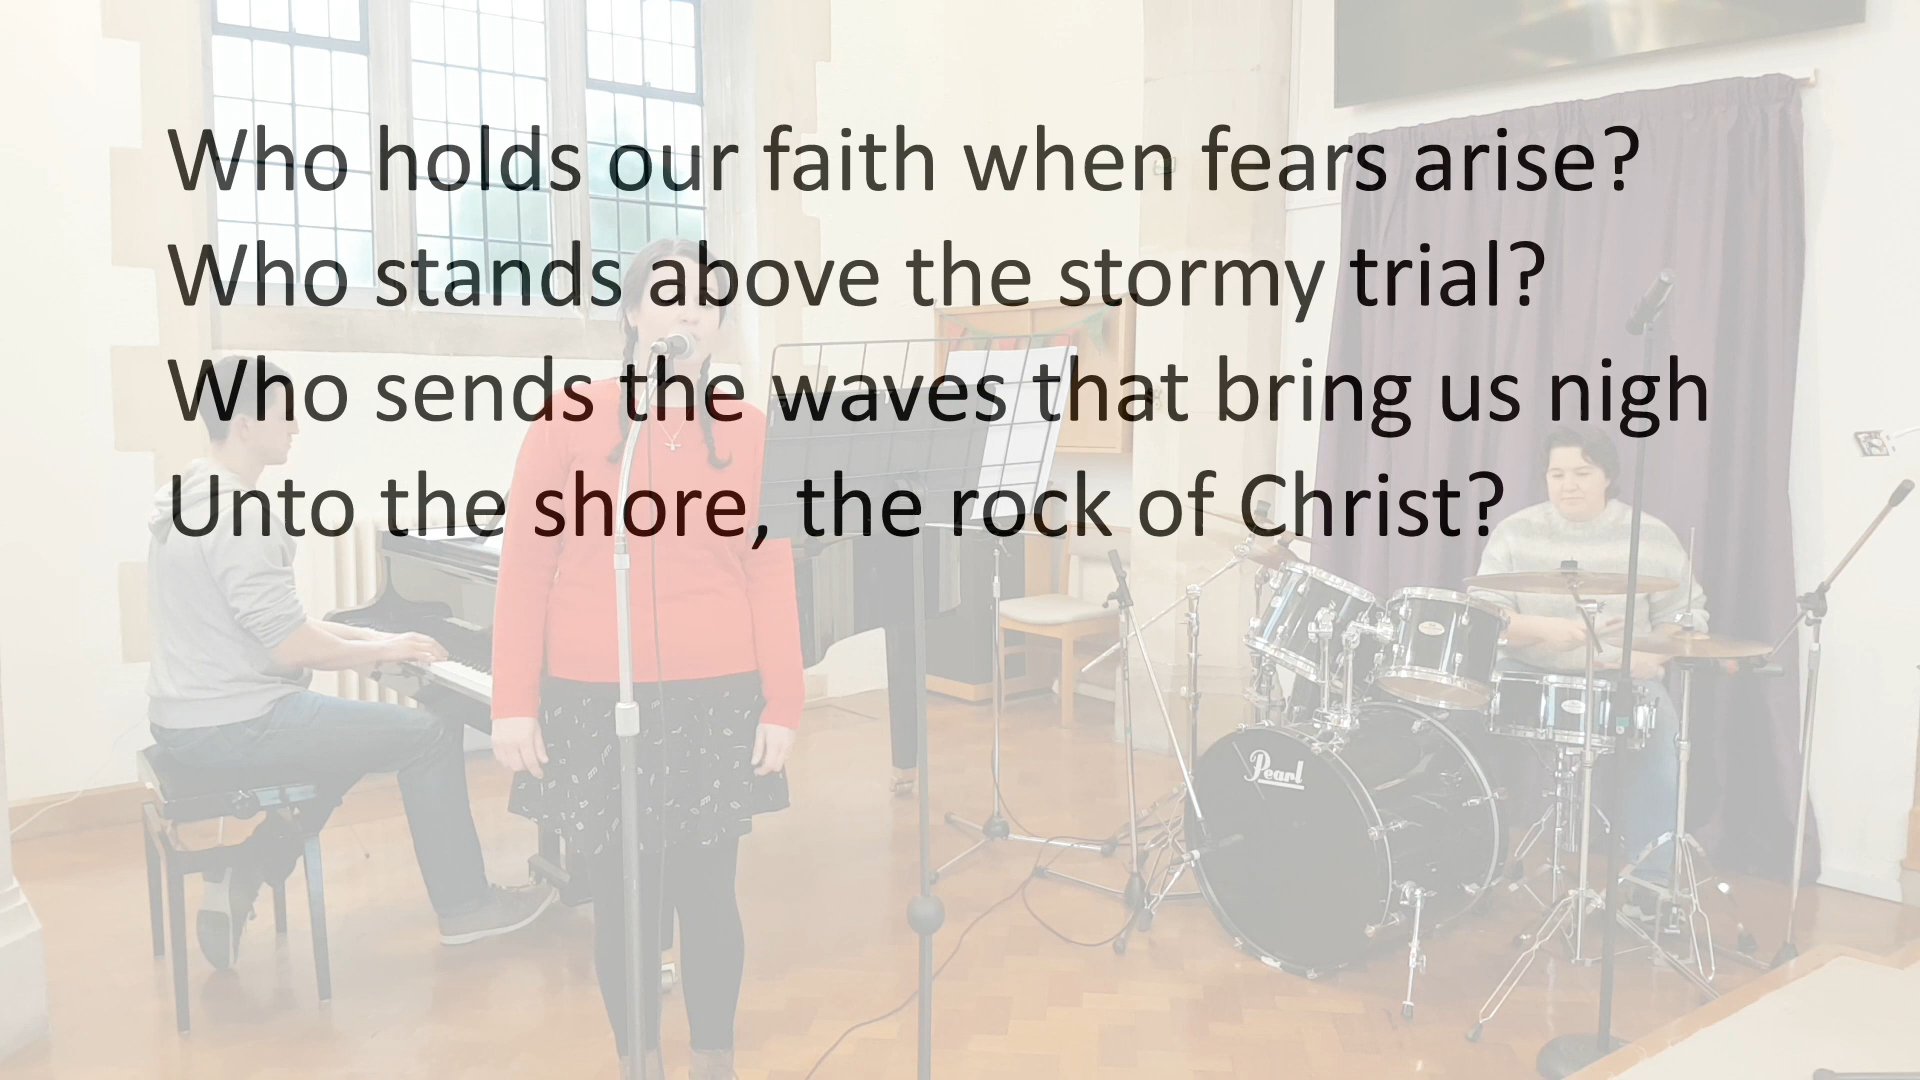 Who holds our faith when fears arise?
Who stands above the stormy trial?
Who sends the waves that bring us nigh
Unto the shore, the rock of Christ?
Pearl